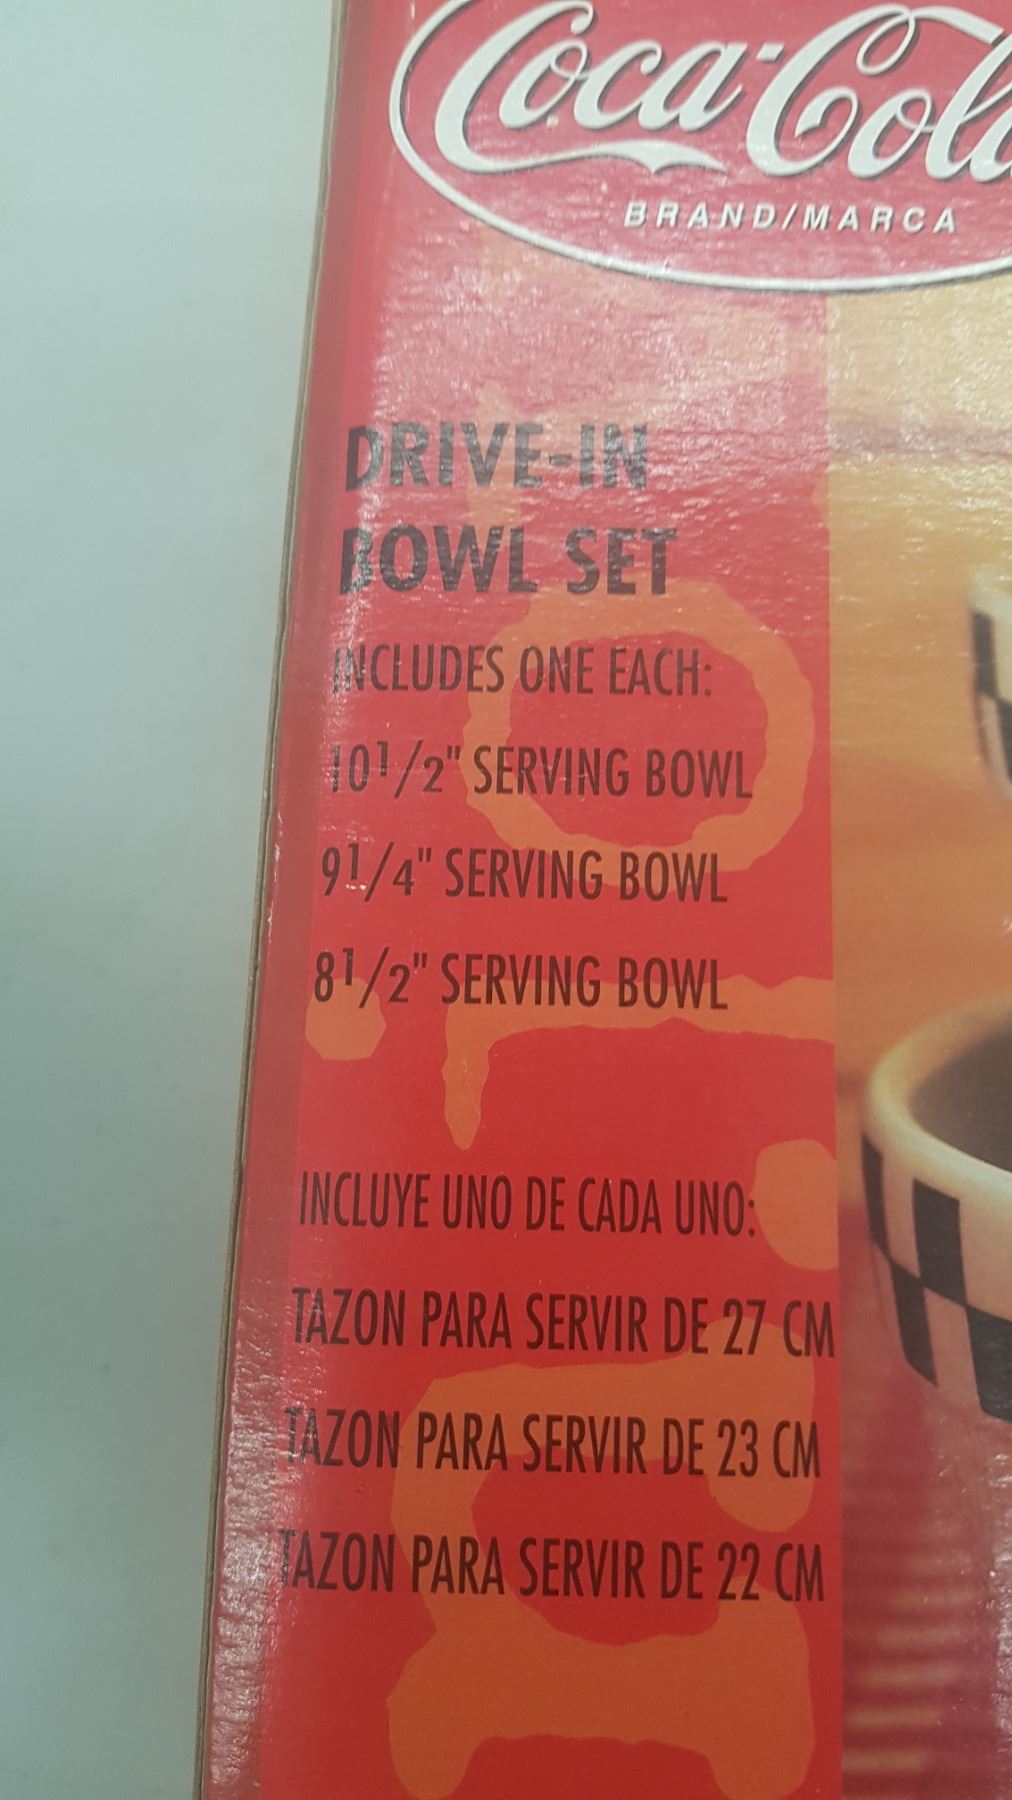 Coca-Cola
BRAND/MARCA
DRIVE-IN
BOWL SET
INCLUDES ONE EACH:
10 1/2" SERVING BOWL
9 1/4" SERVING BOWL
8 1/2" SERVING BOWL
INCLUYE UNO DE CADA UNO:
TAZON PARA SERVIR DE 27 CM
TAZON PARA SERVIR DE 23 CM
TAZON PARA SERVIR DE 22 CM